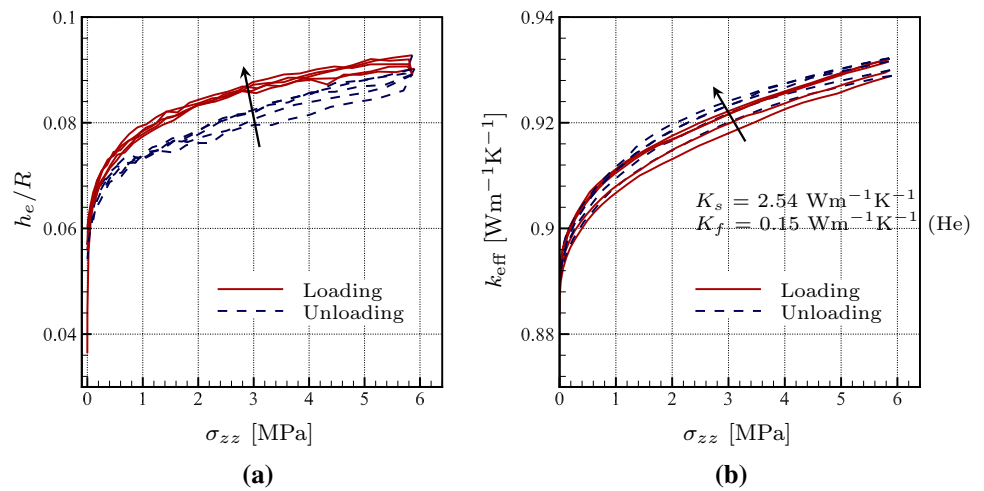 0.1
0.08
0.06
0.04
h_e/R
Loading
Unloading
0 1 2 3 4 5 6
σ_zz [MPa]
(a)
0.94
0.92
0.9
0.88
k_eff [Wm⁻¹K⁻¹]
K_s = 2.54 Wm⁻¹K⁻¹
K_f = 0.15 Wm⁻¹K⁻¹ (He)
Loading
Unloading
0 1 2 3 4 5 6
σ_zz [MPa]
(b)